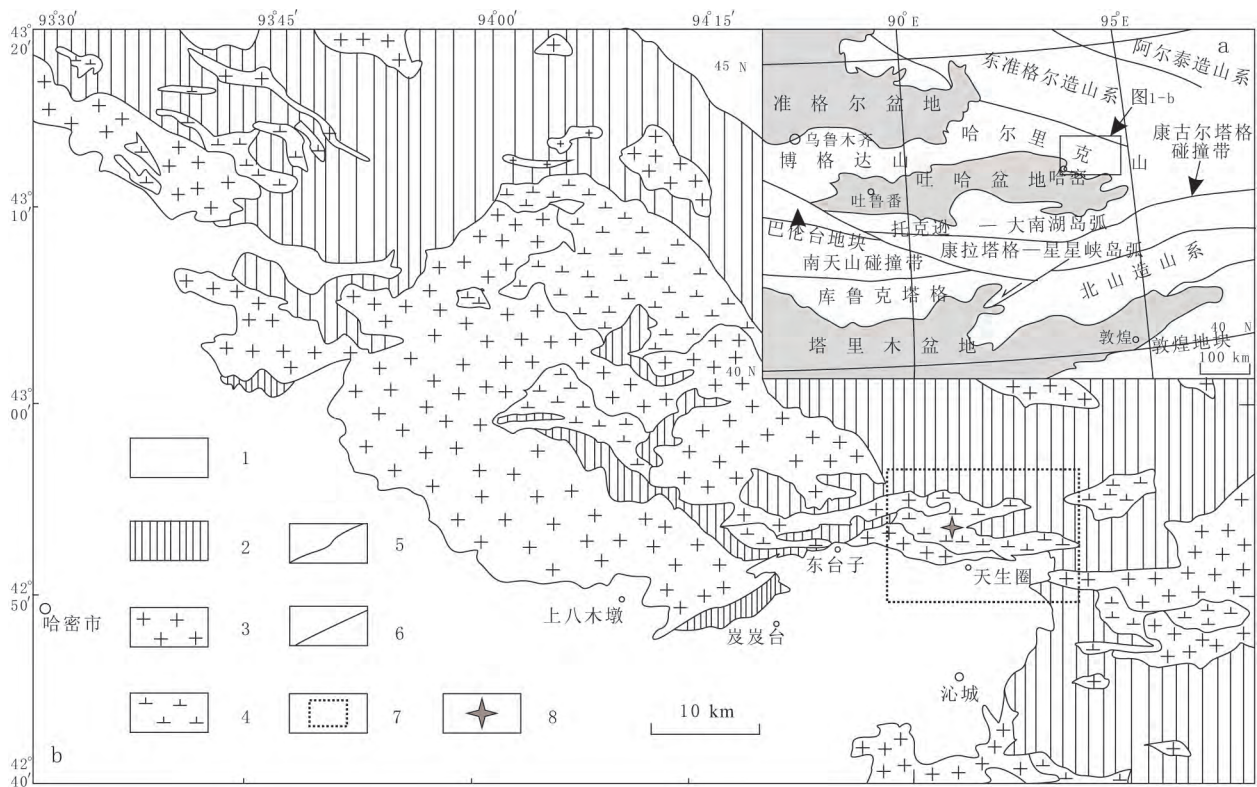 93°30′
93°45′
94°00′
94°15′
90°E
95°E
43°20′
43°10′
43°00′
42°50′
42°40′
a
45 N
阿尔泰造山系
东准格尔造山系
图1-b
准格尔盆地
哈尔里克山
康古尔塔格
碰撞带
乌鲁木齐
博格达山
吐哈盆地
哈密
吐鲁番
托克逊—大南湖岛弧
巴伦台地块
康拉塔格—星星峡岛弧
南天山碰撞带
北山造山系
库鲁克塔格
塔里木盆地
敦煌
敦煌地块
40 N
40 N
100 km
1
2
5
3
6
4
7
8
东台子
天生圈
哈密市
上八木墩
岌岌台
沁城
10 km
b